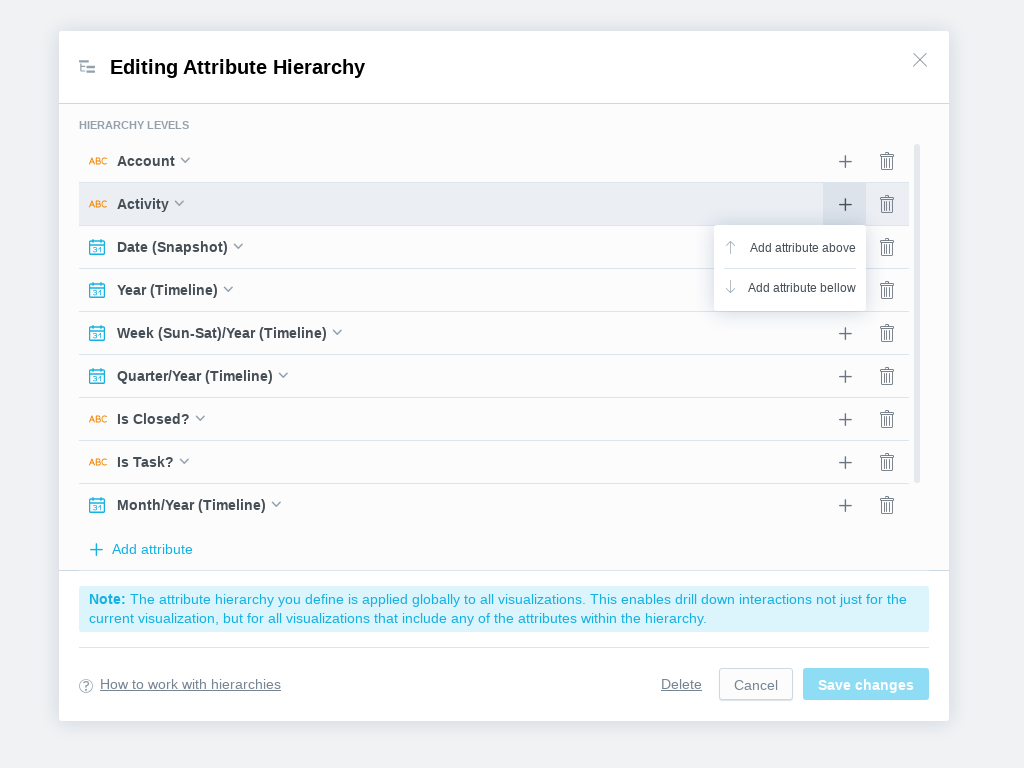 Editing Attribute Hierarchy
HIERARCHY LEVELS
ABC Account
ABC Activity
31 Date (Snapshot)
Add attribute above
31 Year (Timeline)
Add attribute bellow
31 Week (Sun-Sat)/Year (Timeline)
31 Quarter/Year (Timeline)
ABC Is Closed?
ABC Is Task?
31 Month/Year (Timeline)
Add attribute
Note: The attribute hierarchy you define is applied globally to all visualizations. This enables drill down interactions not just for the
current visualization, but for all visualizations that include any of the attributes within the hierarchy.
? How to work with hierarchies
Delete
Cancel
Save changes